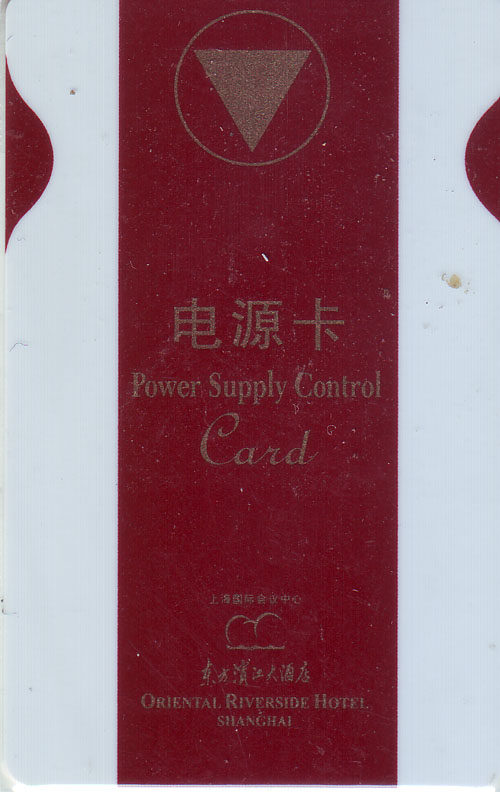 电源卡
Power Supply Control
Card
上海国际会议中心
东方滨江大酒店
ORIENTAL RIVERSIDE HOTEL
SHANGHAI